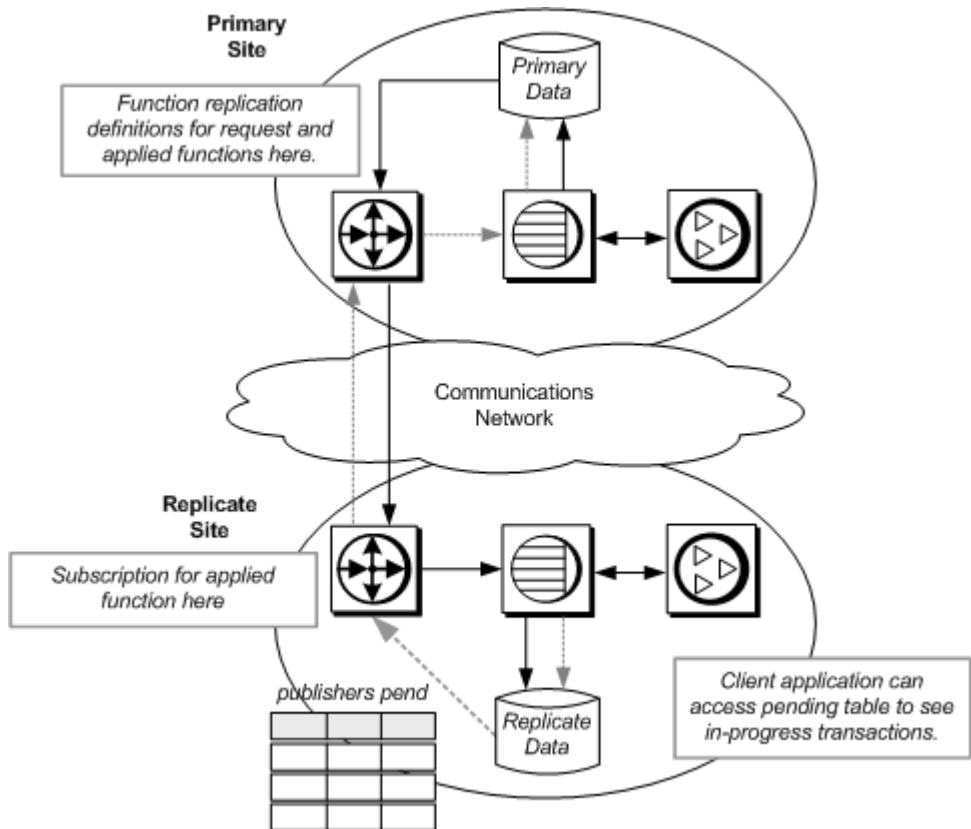 Primary
Site
Primary
Data
Function replication
definitions for request and
applied functions here.
Communications
Network
Replicate
Site
Subscription for applied
function here
publishers pend
Replicate
Data
Client application can
access pending table to see
in-progress transactions.